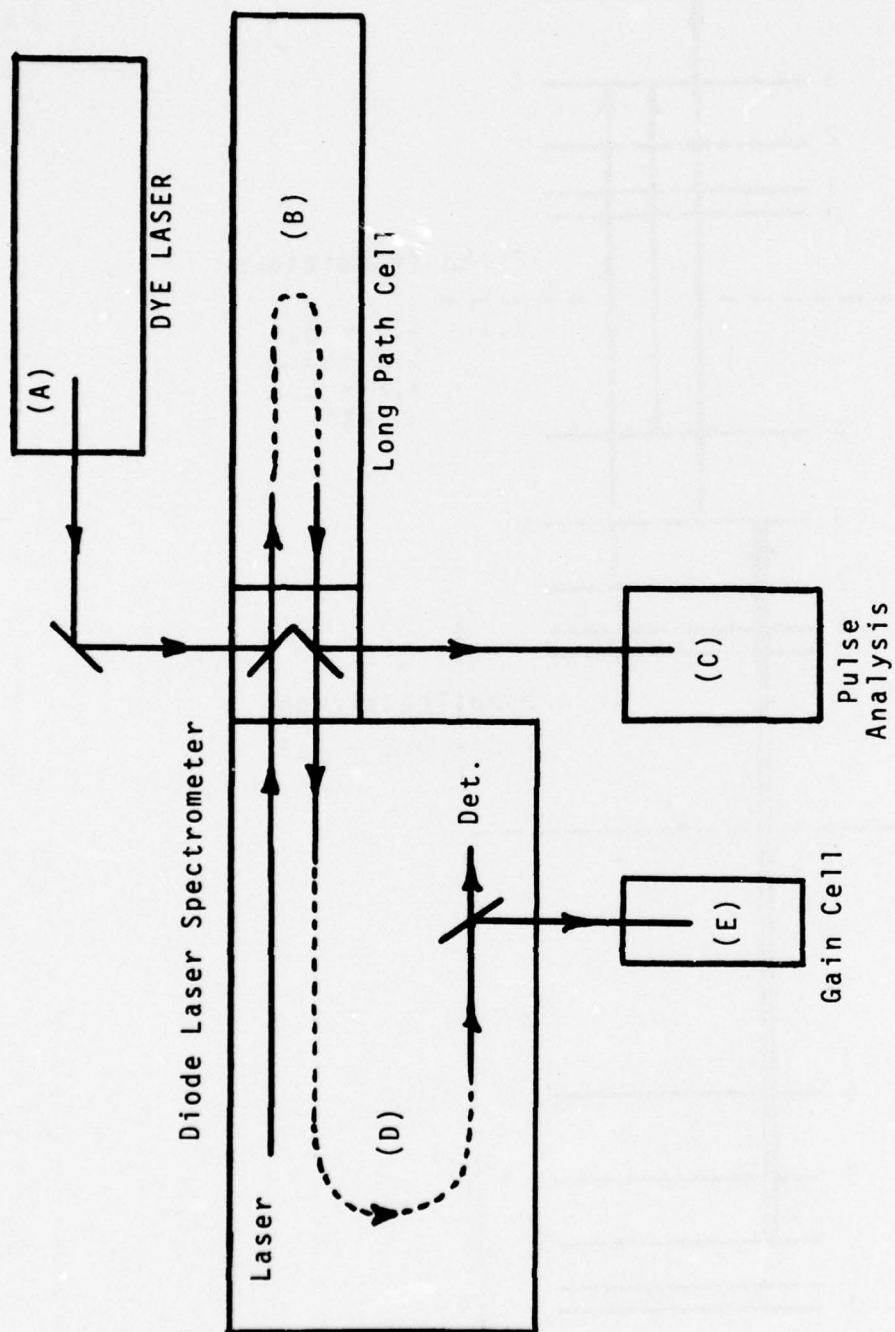 (A)
DYE LASER
(B)
Long Path Cell
Diode Laser Spectrometer
Laser
(D)
Det.
(C)
Pulse
Analysis
(E)
Gain Cell